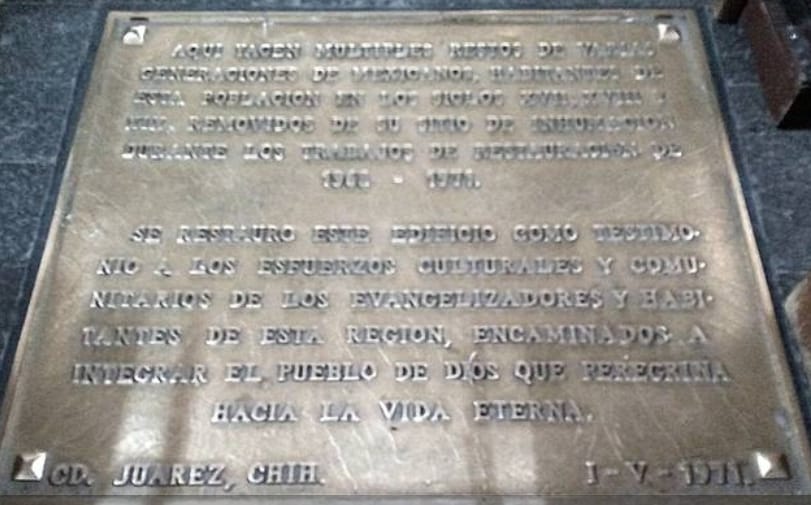 AQUI YACEN MULTIPLES RESTOS DE VARIAS
GENERACIONES DE MEXICANOS, HABITANTES DE
ESTA POBLACION EN LOS SIGLOS XVII, XVIII Y
XIX, REMOVIDOS DE SU SITIO DE INHUMACION
DURANTE LOS TRABAJOS DE RESTAURACION DE
- 1971.
SE RESTAURO ESTE EDIFICIO COMO TESTIMO-
NIO A LOS ESFUERZOS CULTURALES Y COMU-
NITARIOS DE LOS EVANGELIZADORES Y HABI-
TANTES DE ESTA REGION, ENCAMINADOS A
INTEGRAR EL PUEBLO DE DIOS QUE PEREGRINA
HACIA LA VIDA ETERNA.
CD. JUAREZ, CHIH. I - V - 1971.